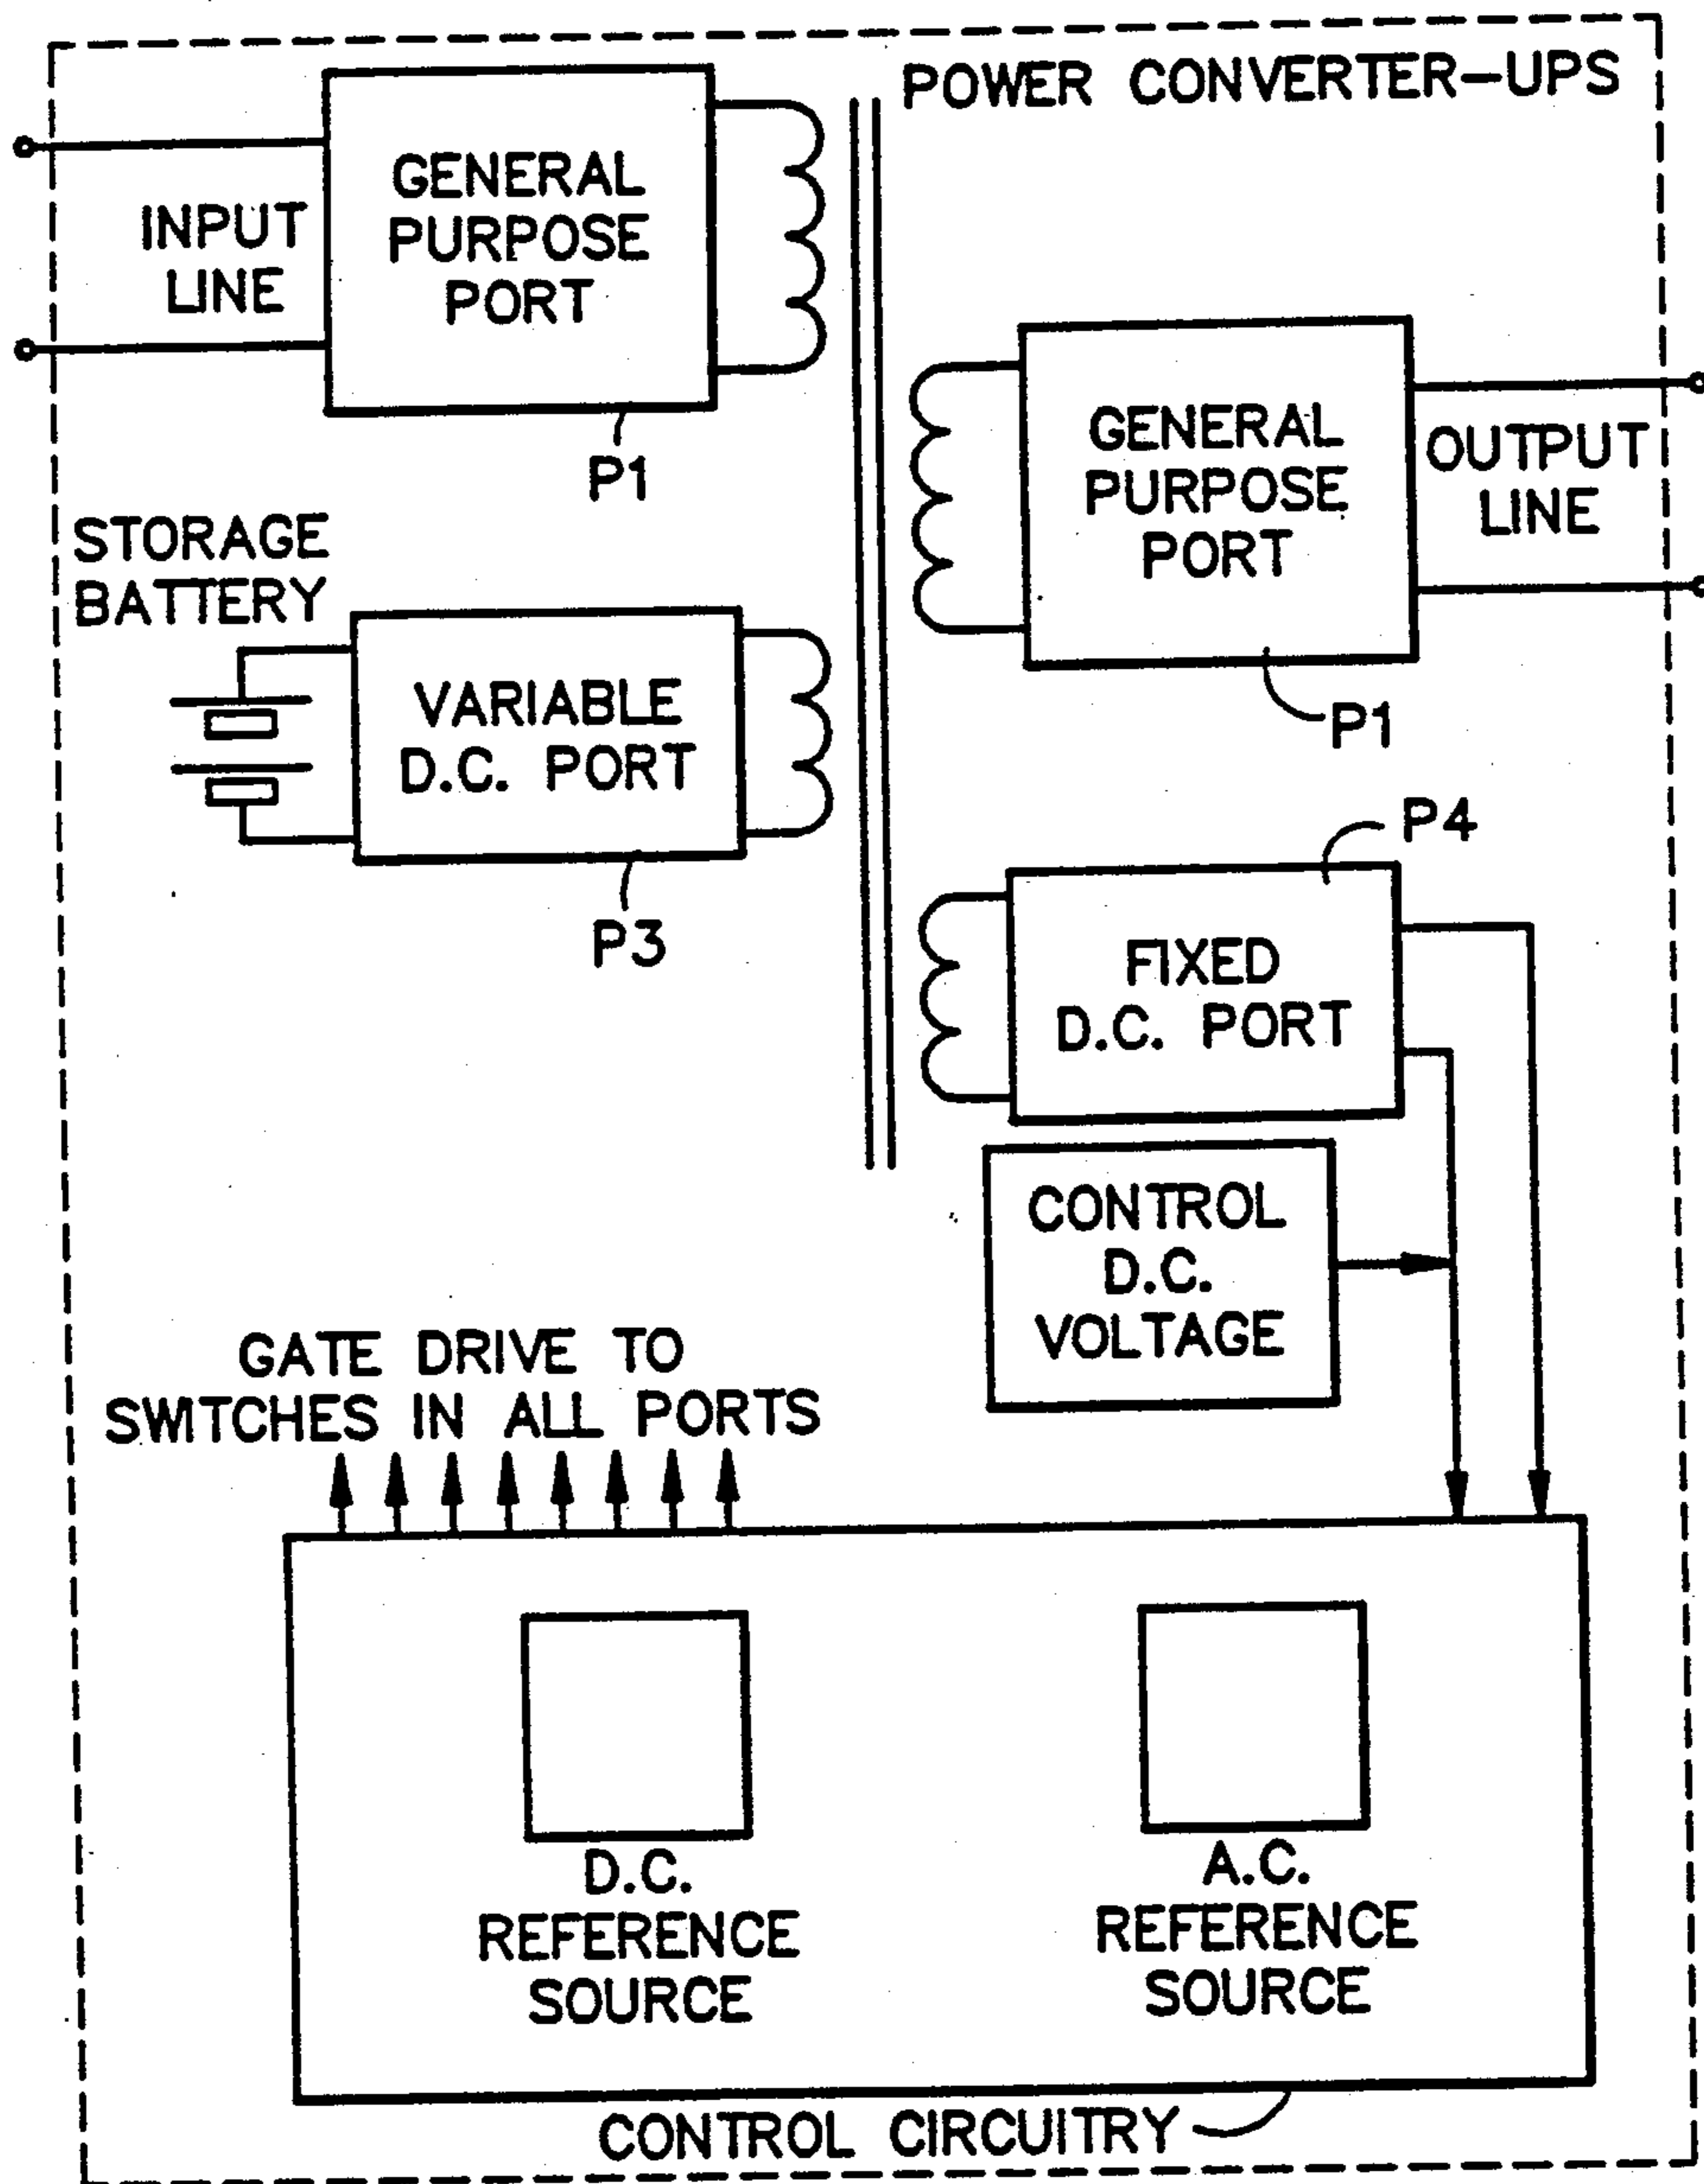 POWER CONVERTER-UPS
GENERAL
PURPOSE
PORT
INPUT
LINE
P1
GENERAL
PURPOSE
PORT
OUTPUT
LINE
P1
STORAGE
BATTERY
VARIABLE
D.C. PORT
P3
P4
FIXED
D.C. PORT
CONTROL
D.C.
VOLTAGE
GATE DRIVE TO
SWITCHES IN ALL PORTS
D.C.
REFERENCE
SOURCE
A.C.
REFERENCE
SOURCE
CONTROL CIRCUITRY